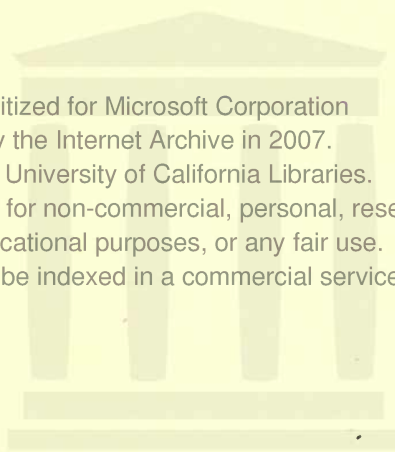 itized for Microsoft Corporation
the Internet Archive in 2007.
University of California Libraries.
for non-commercial, personal,
cational purposes, or any fair use.
be indexed in a commercial service